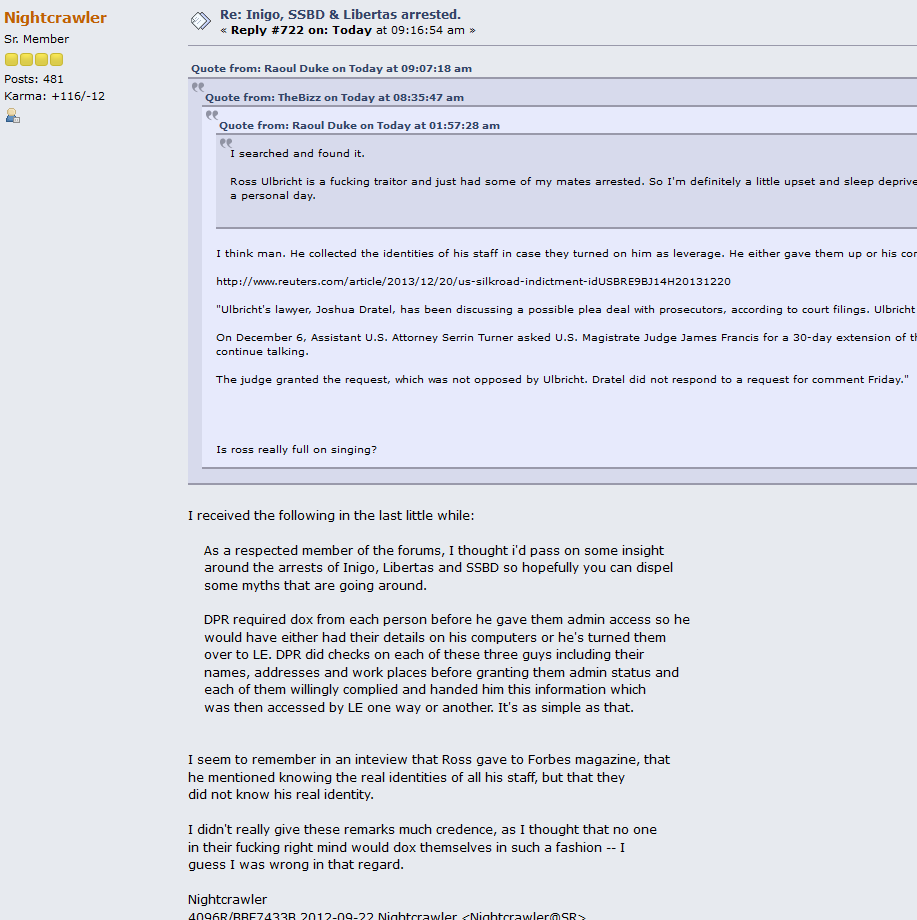 Nightcrawler
Sr. Member
Posts: 481
Karma: +116/-12
Re: Inigo, SSBD & Libertas arrested.
« Reply #722 on: Today at 09:16:54 am »
Quote from: Raoul Duke on Today at 09:07:18 am
Quote from: TheBizz on Today at 08:35:47 am
Quote from: Raoul Duke on Today at 01:57:28 am
I searched and found it.
Ross Ulbricht is a fucking traitor and just had some of my mates arrested. So I'm definitely a little upset and sleep deprive
a personal day.
I think man. He collected the identities of his staff in case they turned on him as leverage. He either gave them up or his cor
http://www.reuters.com/article/2013/12/20/us-silkroad-indictment-idUSBRE9BJ14H20131220
"Ulbricht's lawyer, Joshua Dratel, has been discussing a possible plea deal with prosecutors, according to court filings. Ulbricht
On December 6, Assistant U.S. Attorney Serrin Turner asked U.S. Magistrate Judge James Francis for a 30-day extension of th
continue talking.
The judge granted the request, which was not opposed by Ulbricht. Dratel did not respond to a request for comment Friday."
Is ross really full on singing?
I received the following in the last little while:
As a respected member of the forums, I thought i'd pass on some insight
around the arrests of Inigo, Libertas and SSBD so hopefully you can dispel
some myths that are going around.
DPR required dox from each person before he gave them admin access so he
would have either had their details on his computers or he's turned them
over to LE. DPR did checks on each of these three guys including their
names, addresses and work places before granting them admin status and
each of them willingly complied and handed him this information which
was then accessed by LE one way or another. It's as simple as that.
I seem to remember in an inteview that Ross gave to Forbes magazine, that
he mentioned knowing the real identities of all his staff, but that they
did not know his real identity.
I didn't really give these remarks much credence, as I thought that no one
in their fucking right mind would dox themselves in such a fashion -- I
guess I was wrong in that regard.
Nightcrawler
4096R/BBF7433B 2012-09-22 Nightcrawler <Nightcrawler@SR>